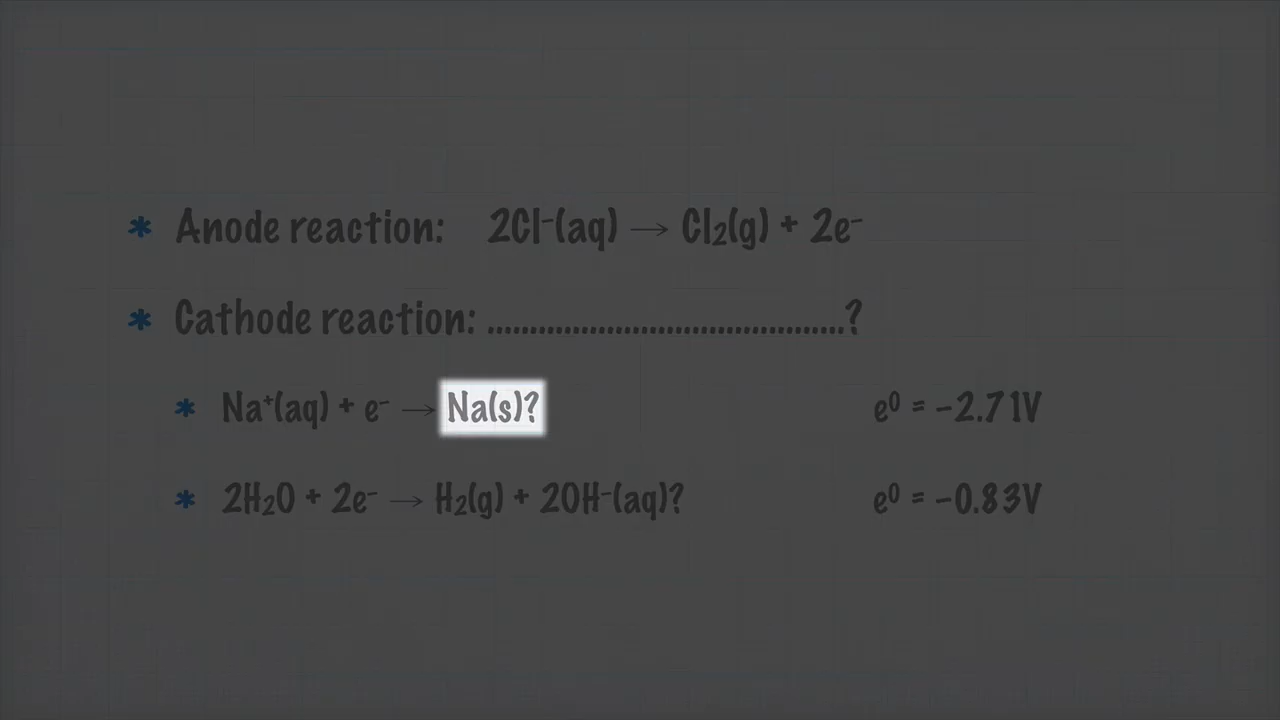 * Anode reaction: 2Cl⁻(aq) → Cl₂(g) + 2e⁻
* Cathode reaction: ..........................................?
* Na⁺(aq) + e⁻ → Na(s)? e⁰ = −2.71V
* 2H₂O + 2e⁻ → H₂(g) + 2OH⁻(aq)? e⁰ = −0.83V